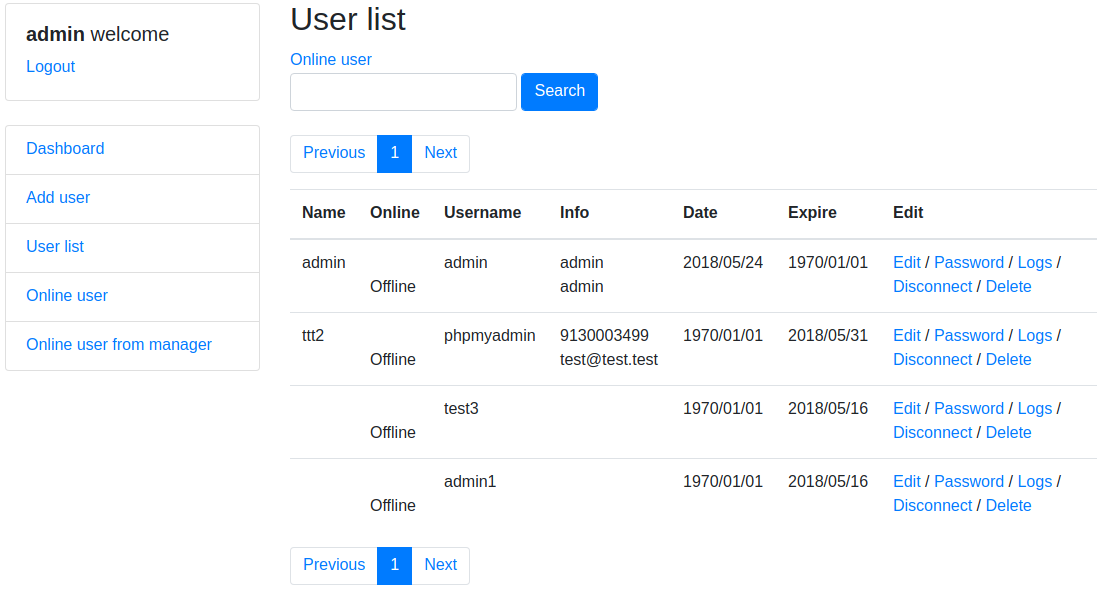 admin welcome
Logout
Dashboard
Add user
User list
Online user
Online user from manager
User list
Online user
Search
Previous 1 Next
Name Online Username Info Date Expire Edit
admin admin admin 2018/05/24 1970/01/01 Edit / Password / Logs /
Offline admin Disconnect / Delete
ttt2 phpmyadmin 9130003499 1970/01/01 2018/05/31 Edit / Password / Logs /
Offline test@test.test Disconnect / Delete
test3 1970/01/01 2018/05/16 Edit / Password / Logs /
Offline Disconnect / Delete
admin1 1970/01/01 2018/05/16 Edit / Password / Logs /
Offline Disconnect / Delete
Previous 1 Next